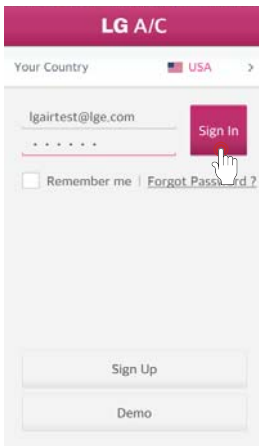 LG A/C
Your Country USA >
lgairtest@lge.com
Sign In
Remember me | Forgot Password ?
Sign Up
Demo